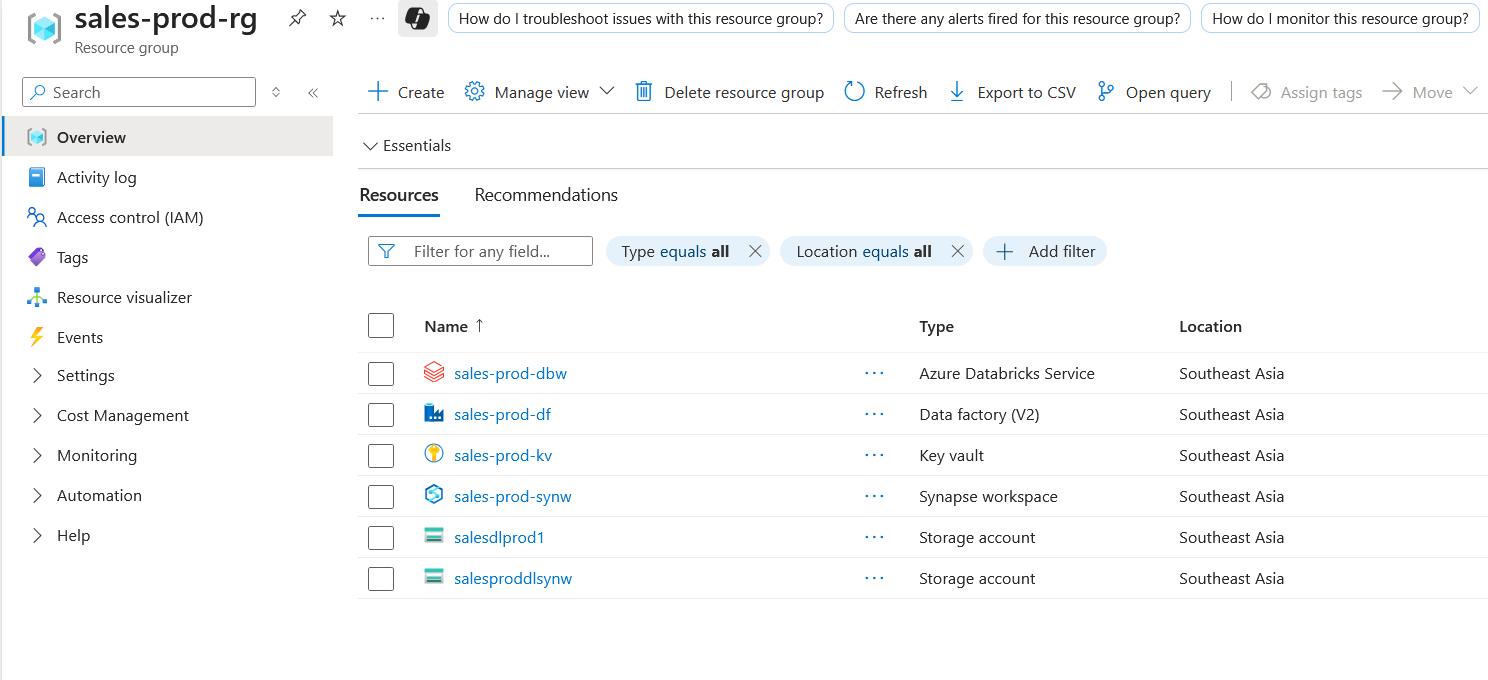 sales-prod-rg
Resource group
How do I troubleshoot issues with this resource group?
Are there any alerts fired for this resource group?
How do I monitor this resource group?
Search
Create
Manage view
Delete resource group
Refresh
Export to CSV
Open query
Assign tags
Move
Overview
Activity log
Access control (IAM)
Tags
Resource visualizer
Events
Settings
Cost Management
Monitoring
Automation
Help
Essentials
Resources
Recommendations
Filter for any field...
Type equals all
Location equals all
Add filter
Name ↑ Type Location
sales-prod-dbw ··· Azure Databricks Service Southeast Asia
sales-prod-df ··· Data factory (V2) Southeast Asia
sales-prod-kv ··· Key vault Southeast Asia
sales-prod-synw ··· Synapse workspace Southeast Asia
salesdlprod1 ··· Storage account Southeast Asia
salesproddlsynw ··· Storage account Southeast Asia